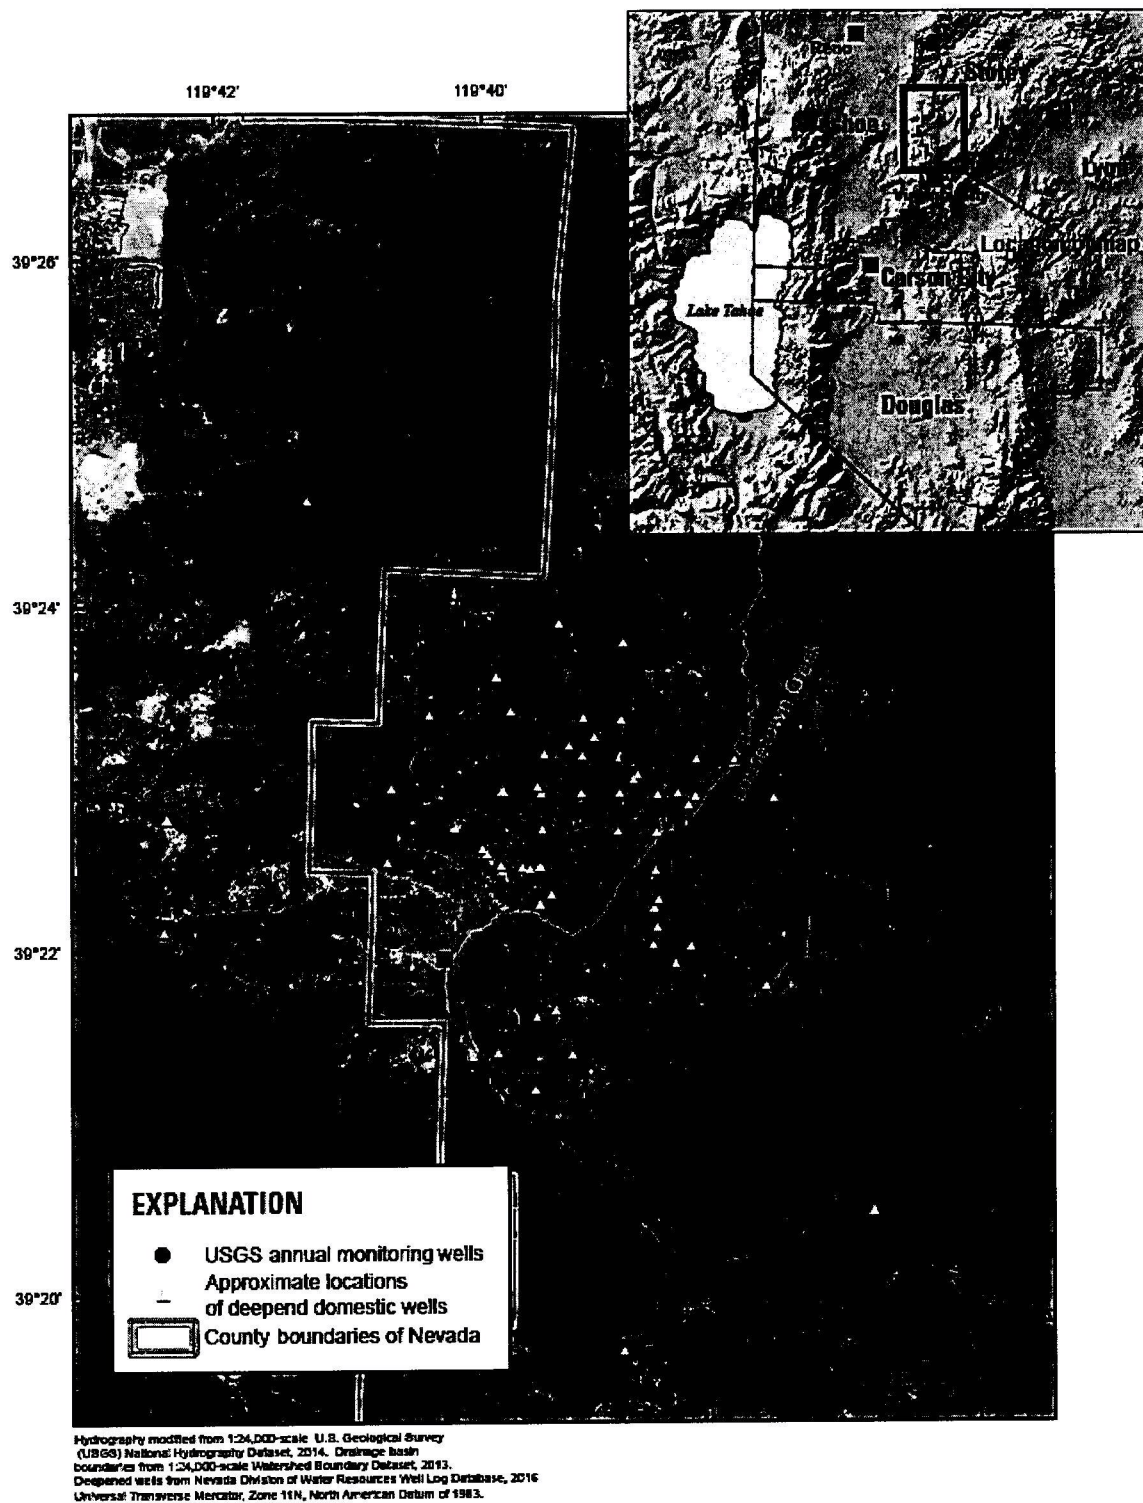 119°42'
119°40'
39°26'
39°24'
39°22'
39°20'
Reno
Storey
Lyon
Location of map
Carson City
Lake Tahoe
Douglas
EXPLANATION
USGS annual monitoring wells
Approximate locations
of deepend domestic wells
County boundaries of Nevada
Hydrography modified from 1:24,000-scale U.S. Geological Survey
(USGS) National Hydrography Dataset, 2014. Drainage basin
boundaries from 1:24,000-scale Watershed Boundary Dataset, 2013.
Deepened wells from Nevada Division of Water Resources Well Log Database, 2016
Universal Transverse Mercator, Zone 11N, North American Datum of 1983.